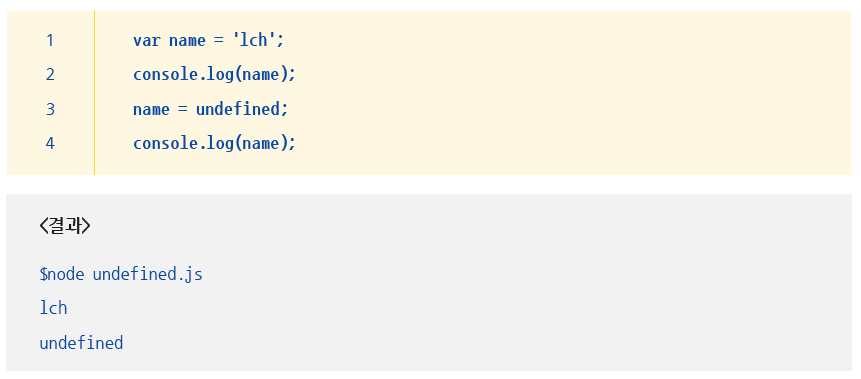 1 var name = 'lch';
2 console.log(name);
3 name = undefined;
4 console.log(name);
<결과>
$node undefined.js
lch
undefined